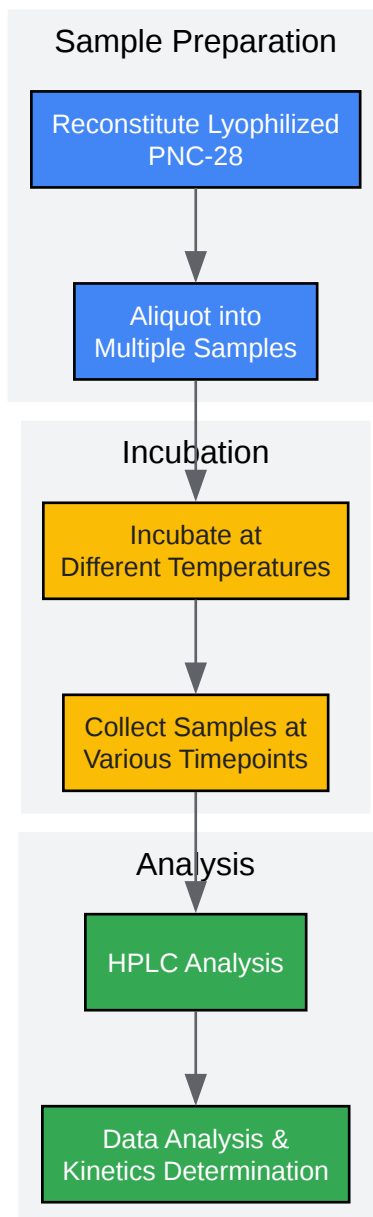 Sample Preparation
Reconstitute Lyophilized
PNC-28
Aliquot into
Multiple Samples
Incubation
Incubate at
Different Temperatures
Collect Samples at
Various Timepoints
Analysis
HPLC Analysis
Data Analysis &
Kinetics Determination